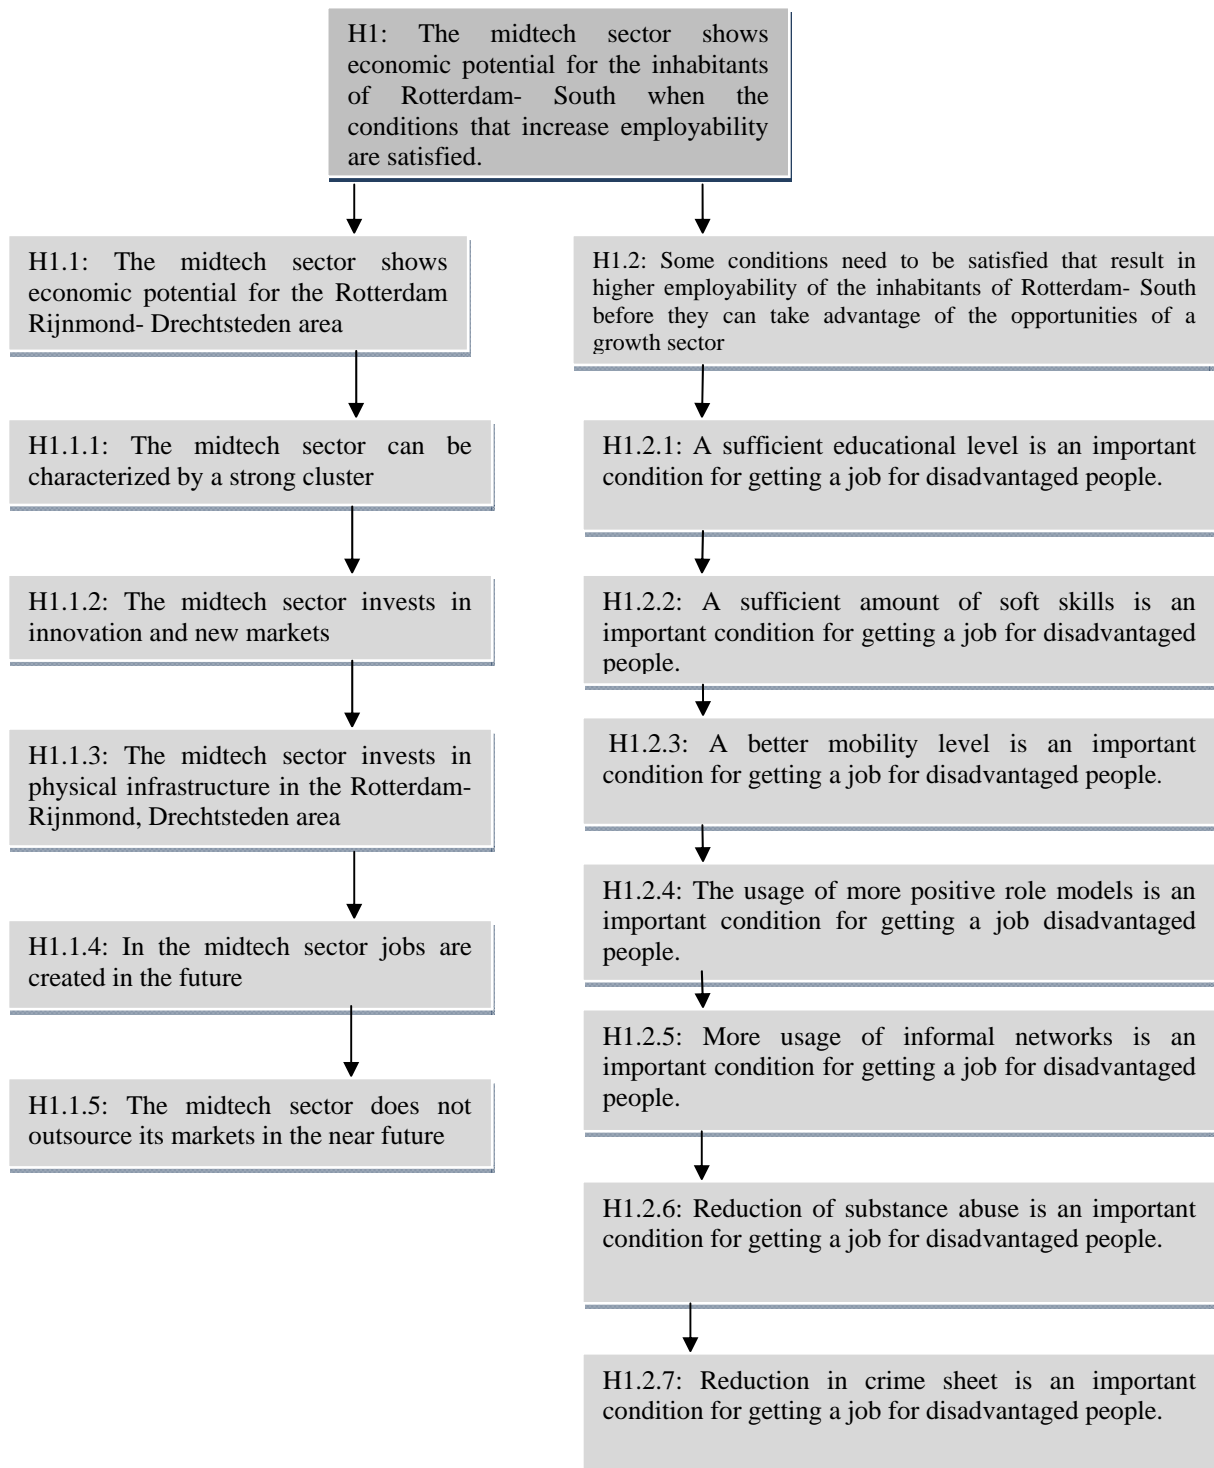 H1: The midtech sector shows
economic potential for the inhabitants
of Rotterdam- South when the
conditions that increase employability
are satisfied.
H1.1: The midtech sector shows
economic potential for the Rotterdam
Rijnmond- Drechtsteden area
H1.1.1: The midtech sector can be
characterized by a strong cluster
H1.1.2: The midtech sector invests in
innovation and new markets
H1.1.3: The midtech sector invests in
physical infrastructure in the Rotterdam-
Rijnmond, Drechtsteden area
H1.1.4: In the midtech sector jobs are
created in the future
H1.1.5: The midtech sector does not
outsource its markets in the near future
H1.2: Some conditions need to be satisfied that result in
higher employability of the inhabitants of Rotterdam- South
before they can take advantage of the opportunities of a
growth sector
H1.2.1: A sufficient educational level is an important
condition for getting a job for disadvantaged people.
H1.2.2: A sufficient amount of soft skills is an
important condition for getting a job for disadvantaged
people.
H1.2.3: A better mobility level is an important
condition for getting a job for disadvantaged people.
H1.2.4: The usage of more positive role models is an
important condition for getting a job disadvantaged
people.
H1.2.5: More usage of informal networks is an
important condition for getting a job for disadvantaged
people.
H1.2.6: Reduction of substance abuse is an important
condition for getting a job for disadvantaged people.
H1.2.7: Reduction in crime sheet is an important
condition for getting a job for disadvantaged people.